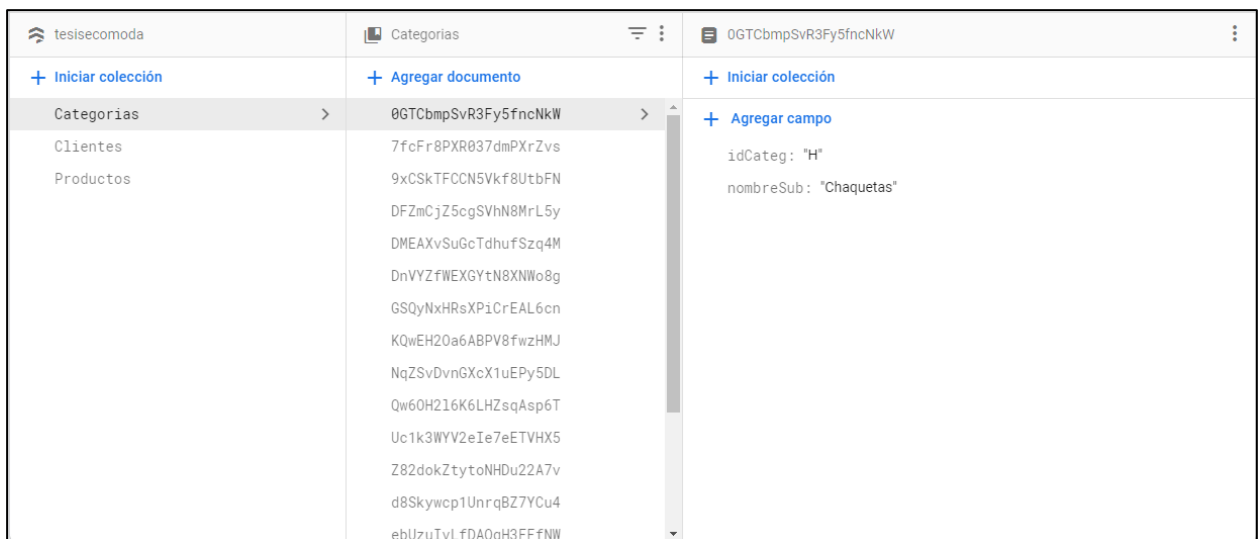 tesisecomoda
Iniciar colección
Categorias
Clientes
Productos
Categorias
Agregar documento
0GTCbmpSvR3Fy5fncNkW
7fcFr8PXR037dmPXrZvs
9xCSkTFCCN5Vkf8UtbFN
DFZmCjZ5cgSVhN8MrL5y
DMEAXvSuGcTdhufSzq4M
DnVYZfWEXGYtN8XNWo8g
GSQyNxHRsXPiCrEAL6cn
KQwEH2Oa6ABPV8fwzHMJ
NqZSvDvnGXcX1uEPy5DL
Qw6OH2l6K6LHZsqAsp6T
Uc1k3WYV2eIe7eETVHX5
Z82dokZtytoNHDu22A7v
d8Skywcp1UnrqBZ7YCu4
0GTCbmpSvR3Fy5fncNkW
Iniciar colección
Agregar campo
idCateg: "H"
nombreSub: "Chaquetas"